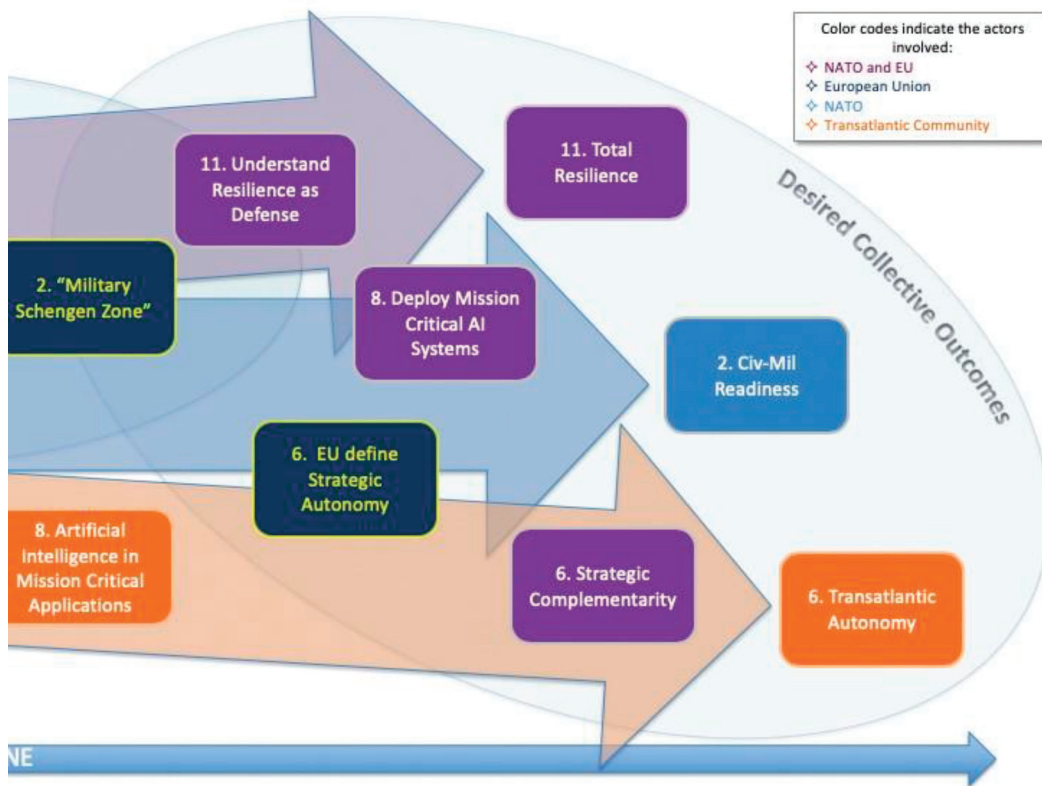 Color codes indicate the actors
involved:
✧ NATO and EU
✧ European Union
✧ NATO
✧ Transatlantic Community
Desired Collective Outcomes
11. Understand
Resilience as
Defense
11. Total
Resilience
2. “Military
Schengen Zone”
8. Deploy Mission
Critical AI
Systems
2. Civ-Mil
Readiness
6. EU define
Strategic
Autonomy
8. Artificial
Intelligence in
Mission Critical
Applications
6. Strategic
Complementarity
6. Transatlantic
Autonomy
NE